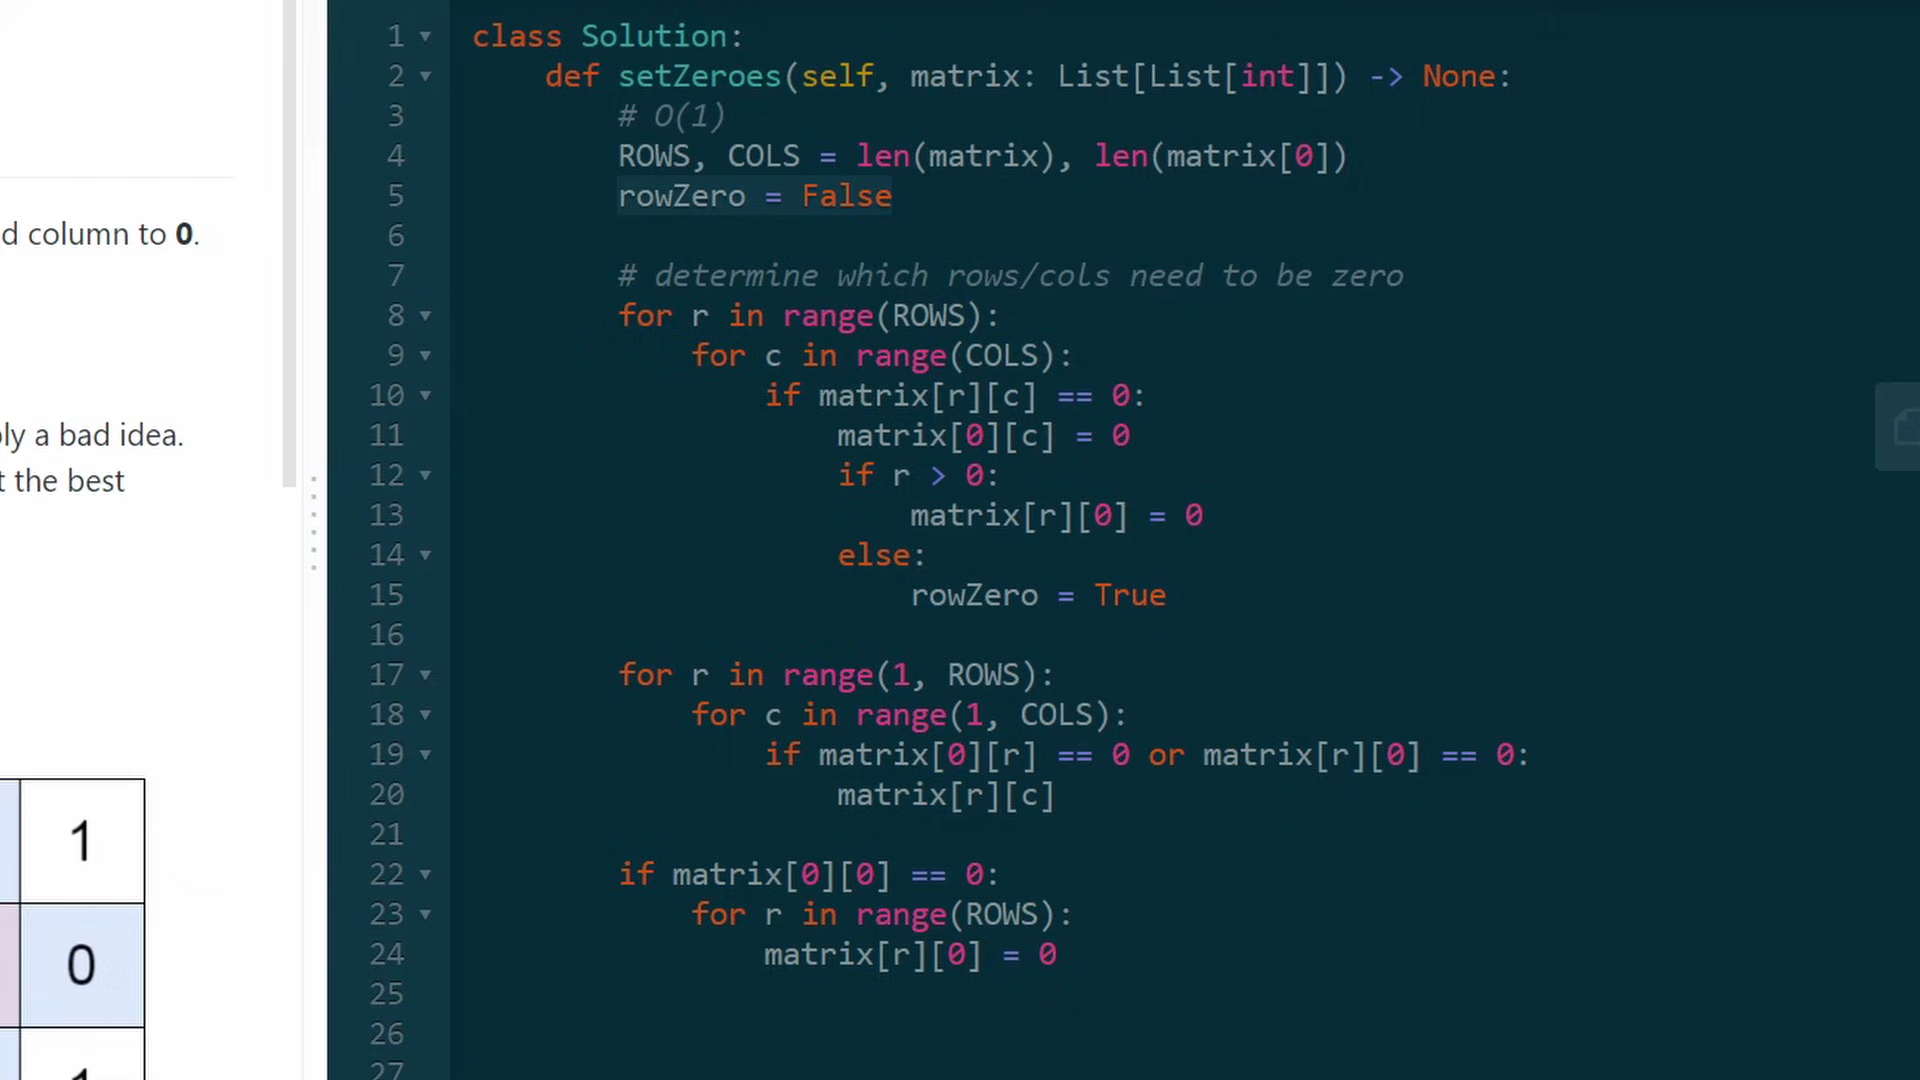 d column to 0.
ly a bad idea.
t the best
1
0
1 class Solution:
2 def setZeroes(self, matrix: List[List[int]]) -> None:
3 # O(1)
4 ROWS, COLS = len(matrix), len(matrix[0])
5 rowZero = False
6
7 # determine which rows/cols need to be zero
8 for r in range(ROWS):
9 for c in range(COLS):
10 if matrix[r][c] == 0:
11 matrix[0][c] = 0
12 if r > 0:
13 matrix[r][0] = 0
14 else:
15 rowZero = True
16
17 for r in range(1, ROWS):
18 for c in range(1, COLS):
19 if matrix[0][r] == 0 or matrix[r][0] == 0:
20 matrix[r][c]
21
22 if matrix[0][0] == 0:
23 for r in range(ROWS):
24 matrix[r][0] = 0
25
26
27